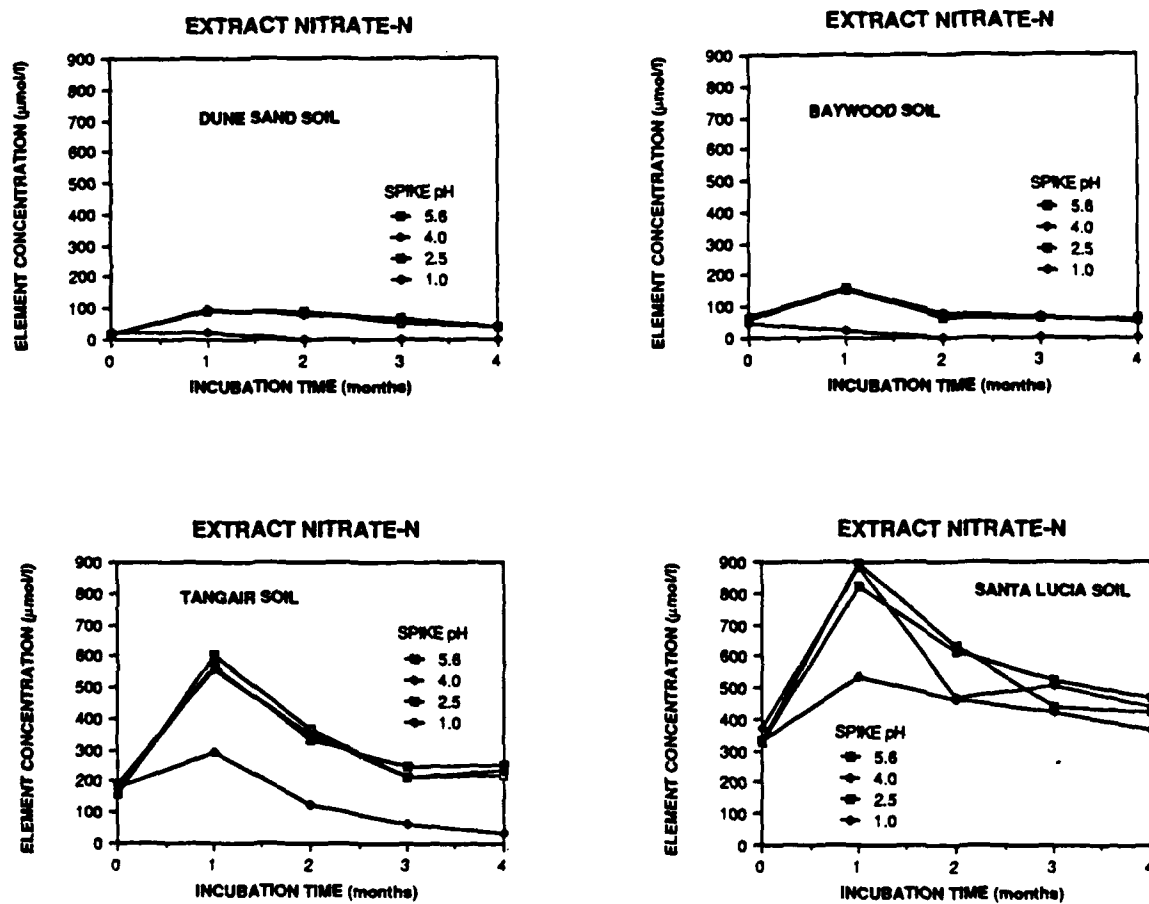 EXTRACT NITRATE-N
ELEMENT CONCENTRATION (µmol/l)
900
800
700
600
500
400
300
200
100
0
DUNE SAND SOIL
SPIKE pH
5.6
4.0
2.5
1.0
0 1 2 3 4
INCUBATION TIME (months)
EXTRACT NITRATE-N
ELEMENT CONCENTRATION (µmol/l)
900
800
700
600
500
400
300
200
100
0
BAYWOOD SOIL
SPIKE pH
5.6
4.0
2.5
1.0
0 1 2 3 4
INCUBATION TIME (months)
EXTRACT NITRATE-N
ELEMENT CONCENTRATION (µmol/l)
900
800
700
600
500
400
300
200
100
0
TANGAIR SOIL
SPIKE pH
5.6
4.0
2.5
1.0
0 1 2 3 4
INCUBATION TIME (months)
EXTRACT NITRATE-N
ELEMENT CONCENTRATION (µmol/l)
900
800
700
600
500
400
300
200
100
0
SANTA LUCIA SOIL
SPIKE pH
5.6
4.0
2.5
1.0
0 1 2 3 4
INCUBATION TIME (months)